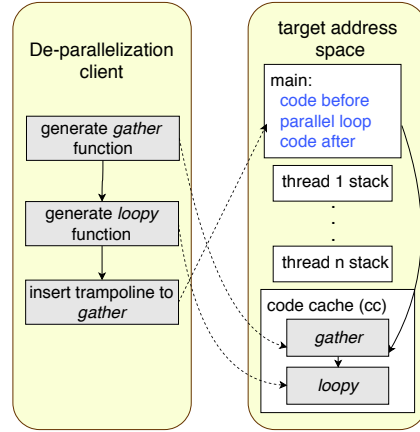 De-parallelization
client
generate gather
function
generate loopy
function
insert trampoline to
gather
target address
space
main:
code before
parallel loop
code after
thread 1 stack
.
.
.
thread n stack
code cache (cc)
gather
loopy